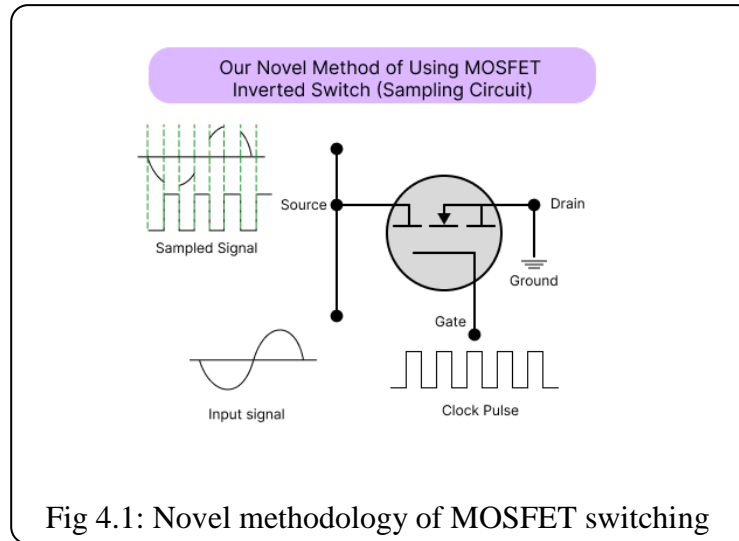 Our Novel Method of Using MOSFET
Inverted Switch (Sampling Circuit)
Source
Drain
Sampled Signal
Ground
Gate
Input signal
Clock Pulse
Fig 4.1: Novel methodology of MOSFET switching